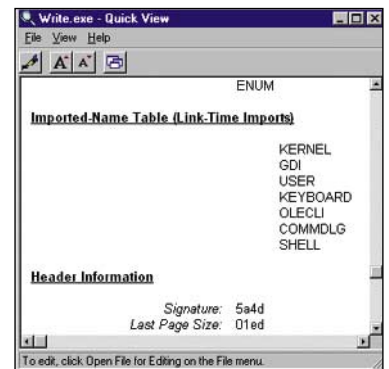 Write.exe - Quick View
File View Help
A A
ENUM
Imported-Name Table (Link-Time Imports)
KERNEL
GDI
USER
KEYBOARD
OLECLI
COMMDLG
SHELL
Header Information
Signature: 5a4d
Last Page Size: 01ed
To edit, click Open File for Editing on the File menu.